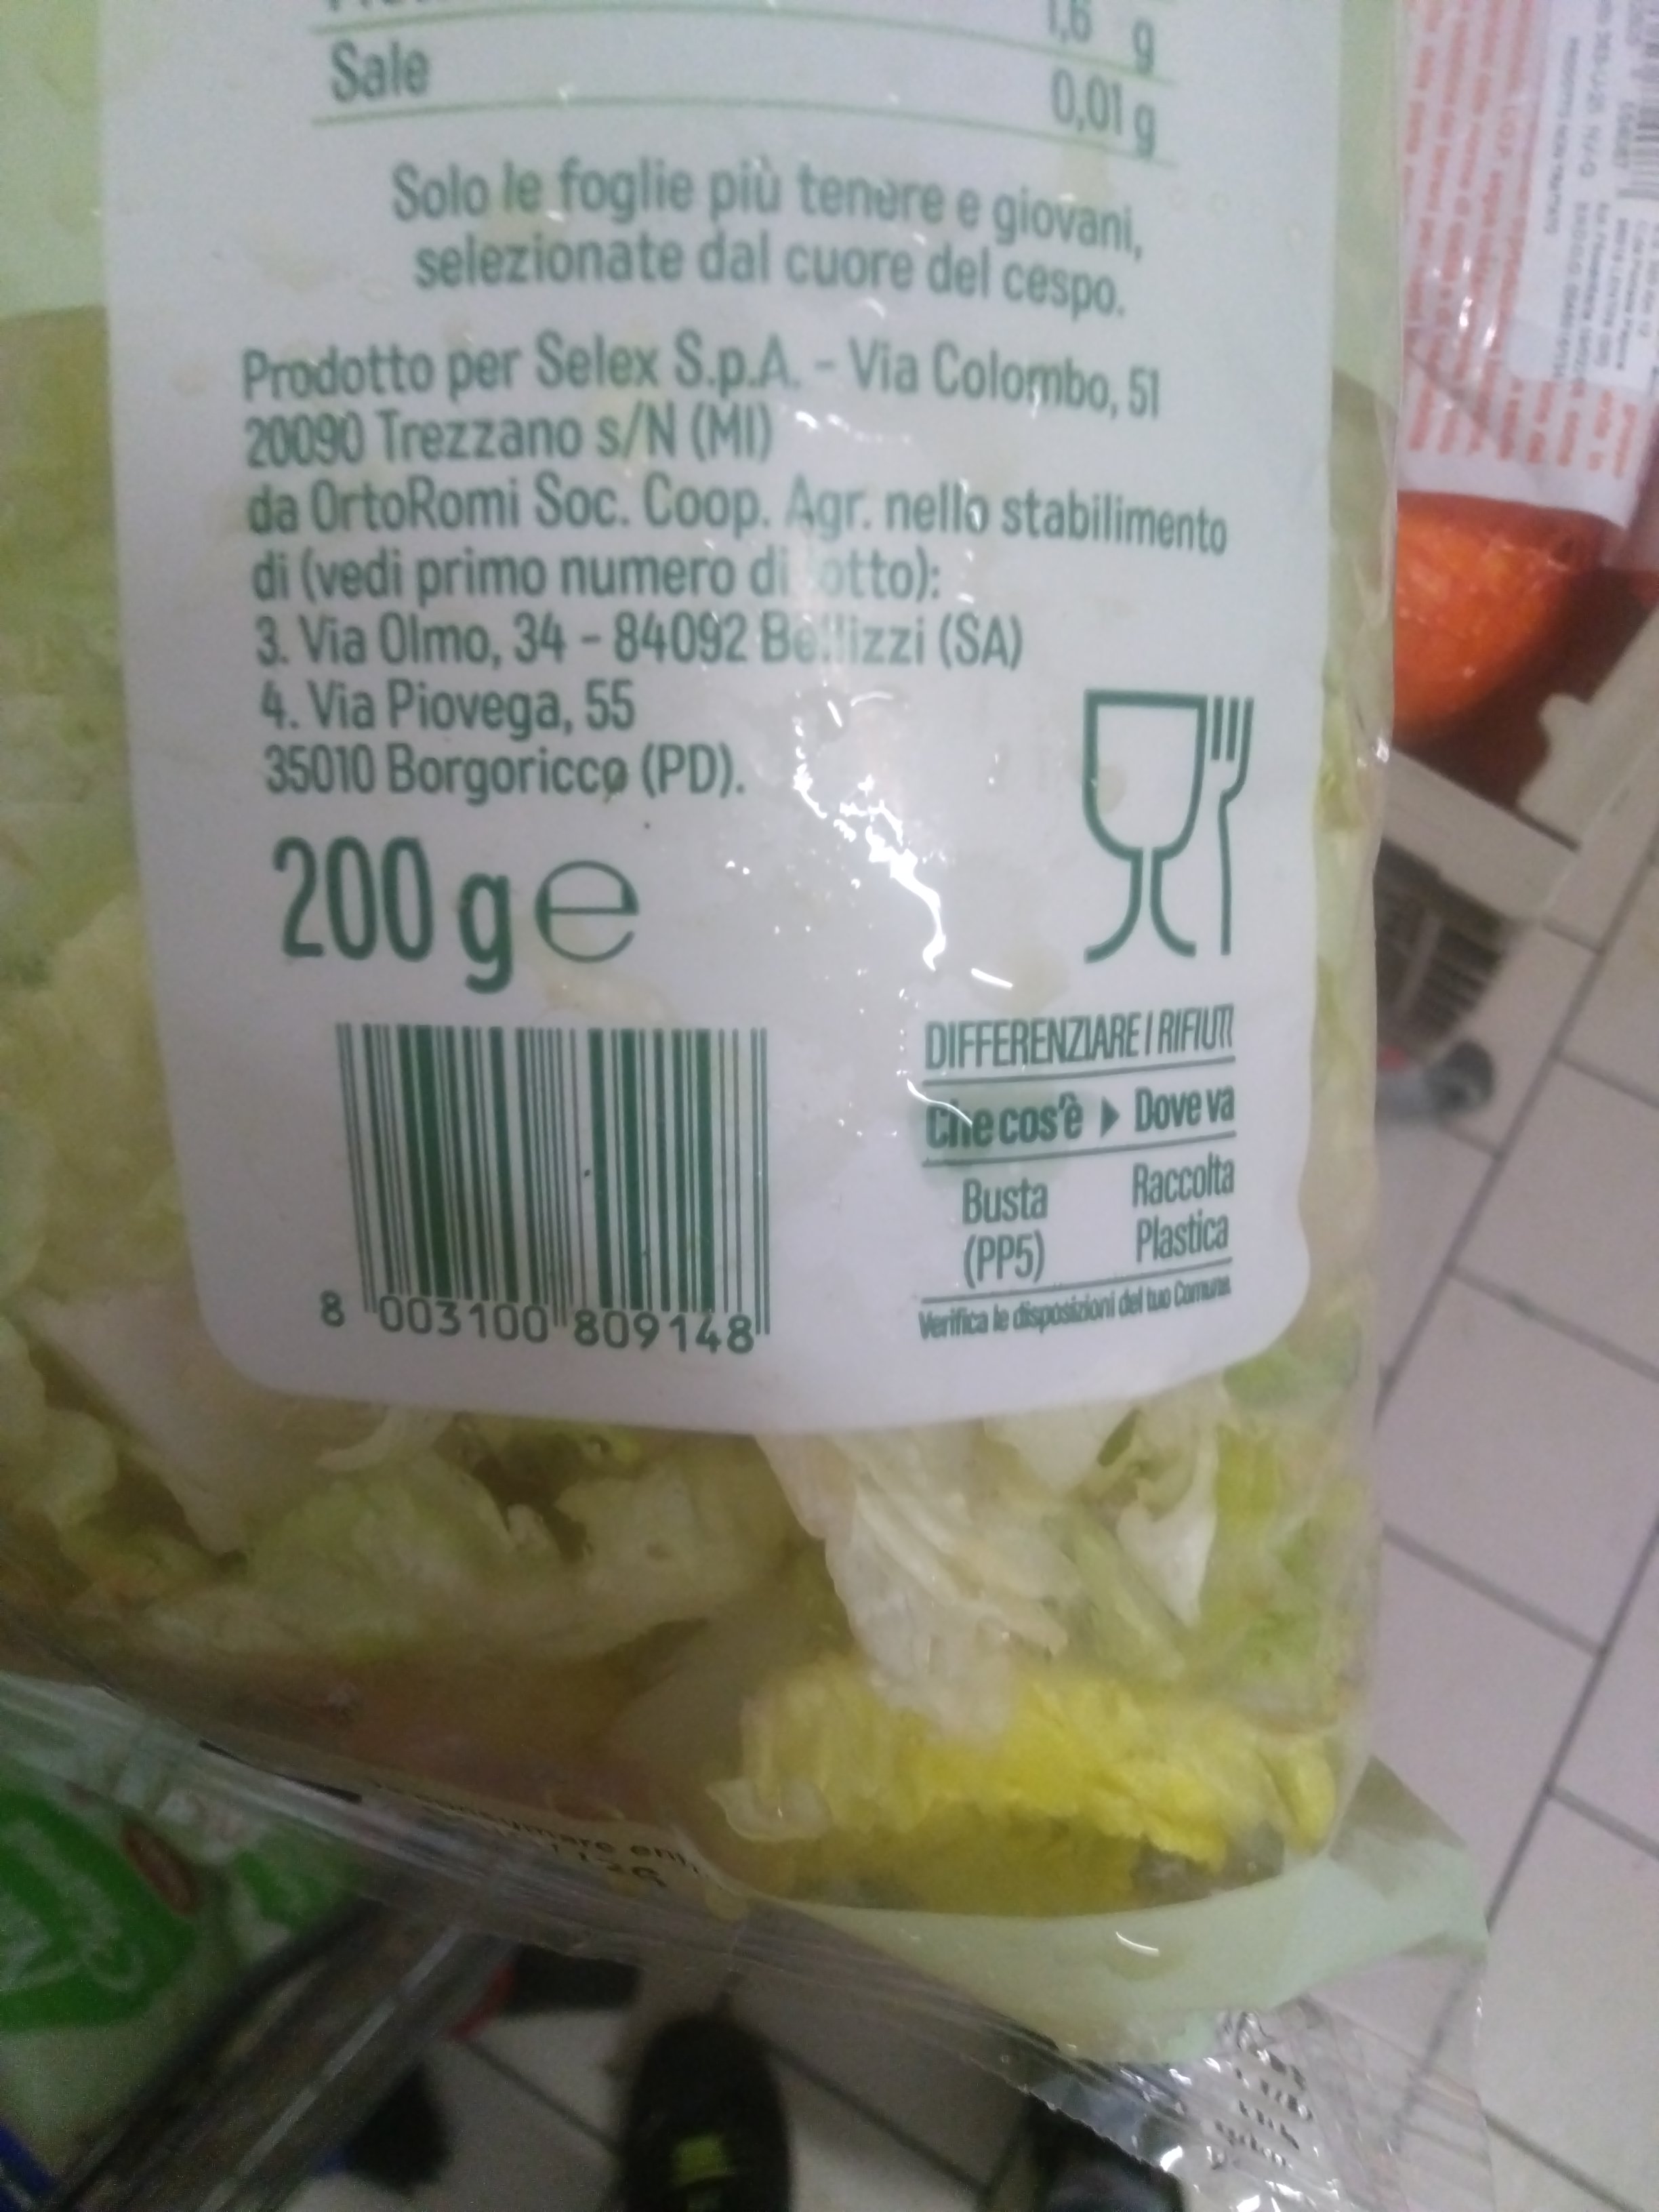 1,6 g
Sale 0,01 g
Solo le foglie più tenere e giovani,
selezionate dal cuore del cespo.
Prodotto per Selex S.p.A. - Via Colombo, 51
20090 Trezzano s/N (MI)
da OrtoRomi Soc. Coop. Agr. nello stabilimento
di (vedi primo numero di lotto):
3. Via Olmo, 34 - 84092 Bellizzi (SA)
4. Via Piovega, 55
35010 Borgoricco (PD).
200 g e
DIFFERENZIARE I RIFIUTI
Che cos'è Dove va
Busta Raccolta
(PP5) Plastica
Verifica le disposizioni del tuo Comune.
8 003100 809148